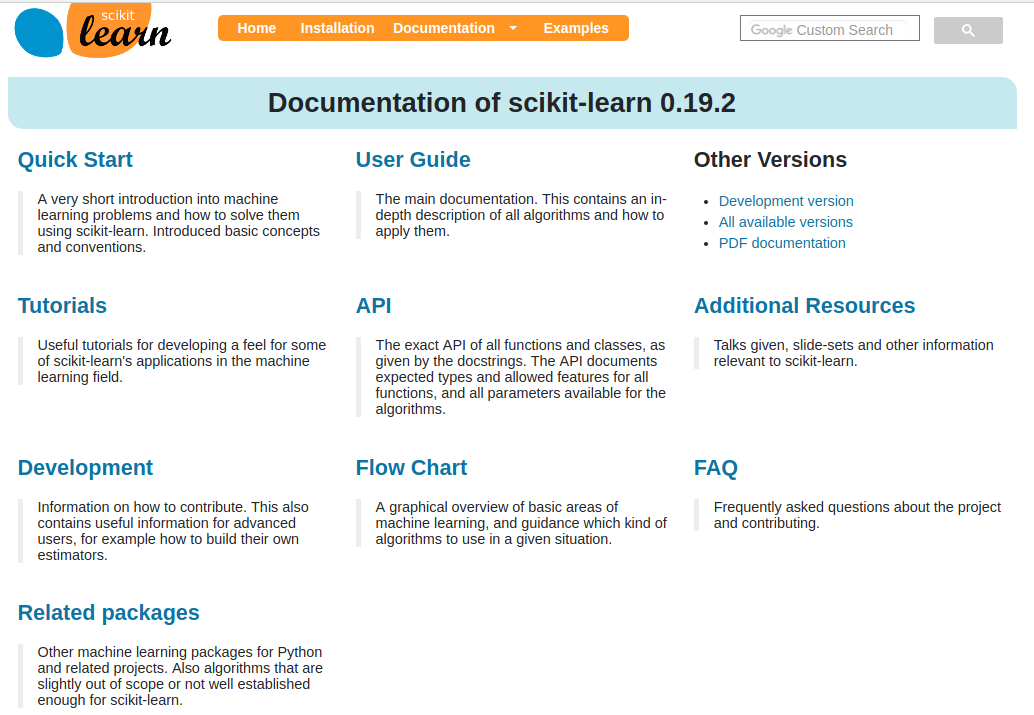 scikit
learn
Home Installation Documentation Examples
Google Custom Search
Documentation of scikit-learn 0.19.2
Quick Start
A very short introduction into machine
learning problems and how to solve them
using scikit-learn. Introduced basic concepts
and conventions.
User Guide
The main documentation. This contains an in-
depth description of all algorithms and how to
apply them.
Other Versions
• Development version
• All available versions
• PDF documentation
Tutorials
Useful tutorials for developing a feel for some
of scikit-learn's applications in the machine
learning field.
API
The exact API of all functions and classes, as
given by the docstrings. The API documents
expected types and allowed features for all
functions, and all parameters available for the
algorithms.
Additional Resources
Talks given, slide-sets and other information
relevant to scikit-learn.
Development
Information on how to contribute. This also
contains useful information for advanced
users, for example how to build their own
estimators.
Flow Chart
A graphical overview of basic areas of
machine learning, and guidance which kind of
algorithms to use in a given situation.
FAQ
Frequently asked questions about the project
and contributing.
Related packages
Other machine learning packages for Python
and related projects. Also algorithms that are
slightly out of scope or not well established
enough for scikit-learn.